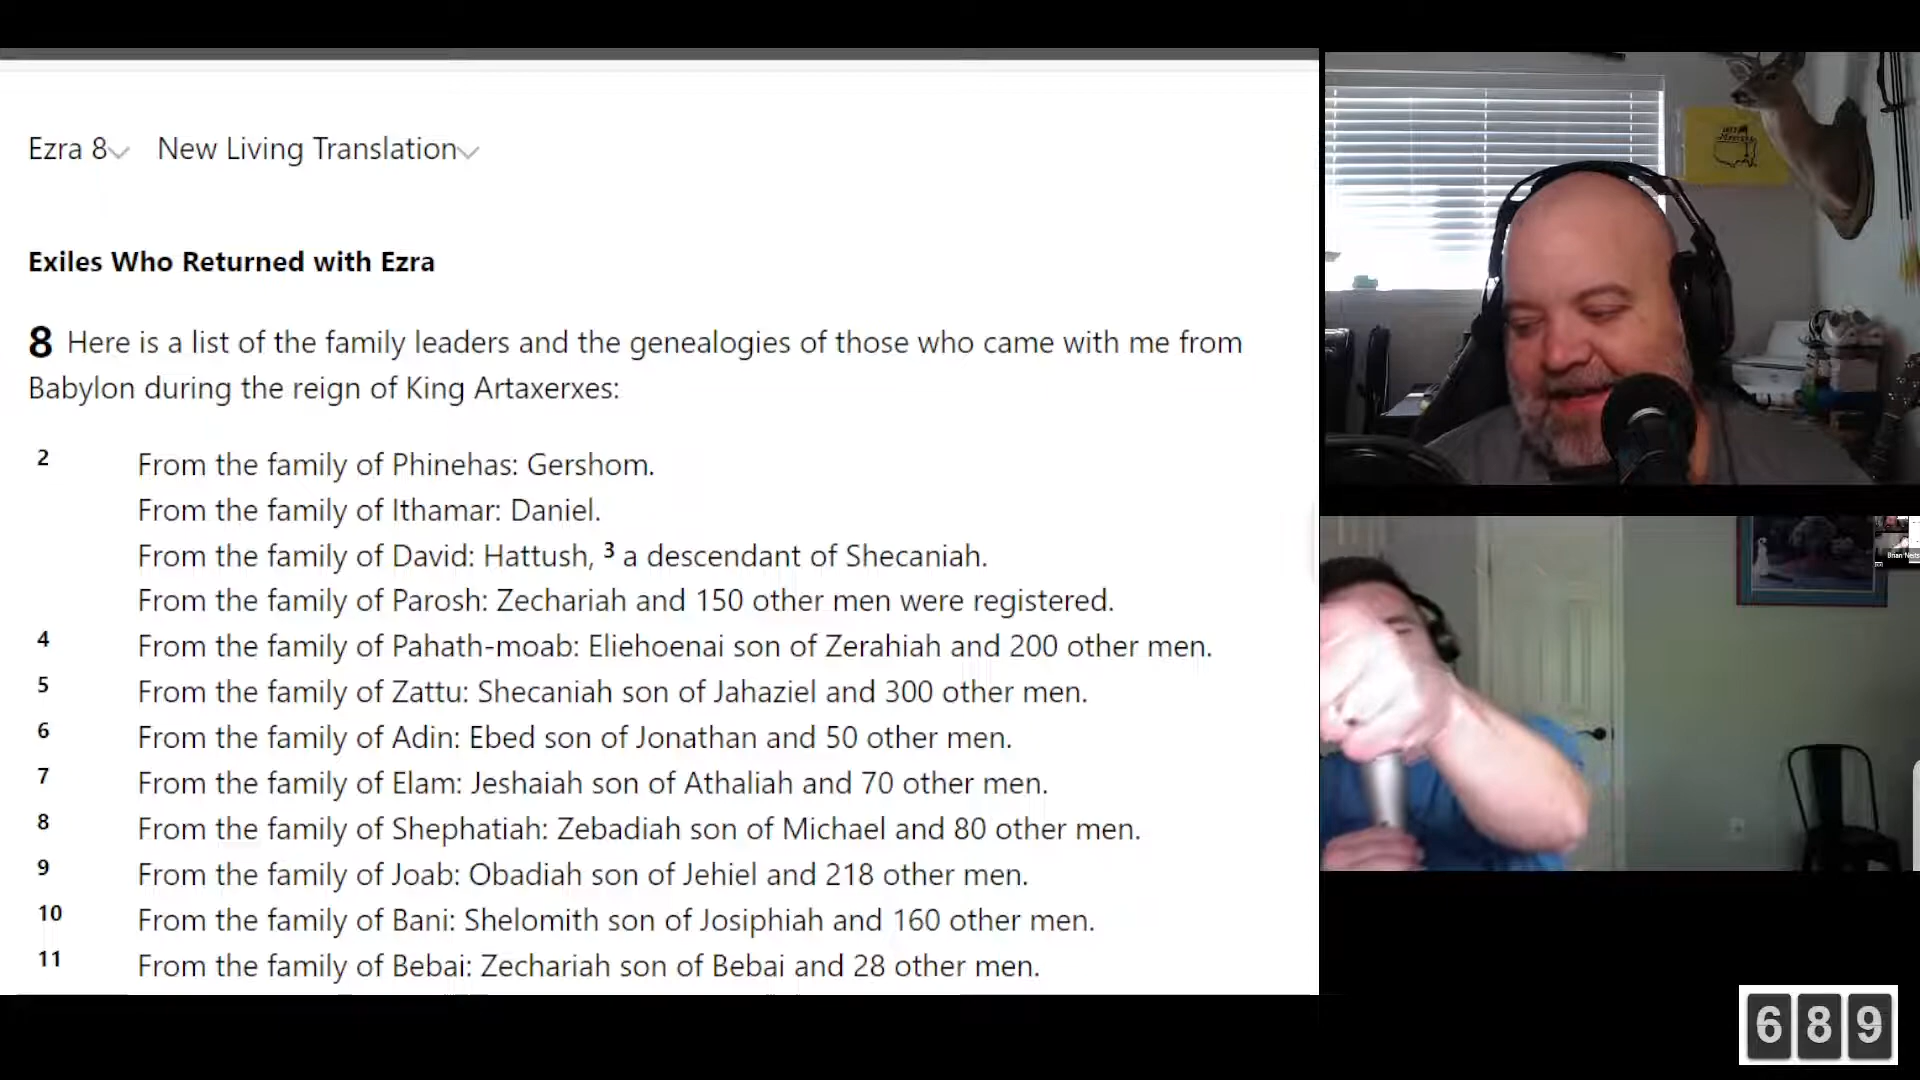 Ezra 8 New Living Translation
Exiles Who Returned with Ezra
8 Here is a list of the family leaders and the genealogies of those who came with me from
Babylon during the reign of King Artaxerxes:
2 From the family of Phinehas: Gershom.
From the family of Ithamar: Daniel.
From the family of David: Hattush, 3 a descendant of Shecaniah.
From the family of Parosh: Zechariah and 150 other men were registered.
4 From the family of Pahath-moab: Eliehoenai son of Zerahiah and 200 other men.
5 From the family of Zattu: Shecaniah son of Jahaziel and 300 other men.
6 From the family of Adin: Ebed son of Jonathan and 50 other men.
7 From the family of Elam: Jeshaiah son of Athaliah and 70 other men.
8 From the family of Shephatiah: Zebadiah son of Michael and 80 other men.
9 From the family of Joab: Obadiah son of Jehiel and 218 other men.
10 From the family of Bani: Shelomith son of Josiphiah and 160 other men.
11 From the family of Bebai: Zechariah son of Bebai and 28 other men.
Masters
Brian
689